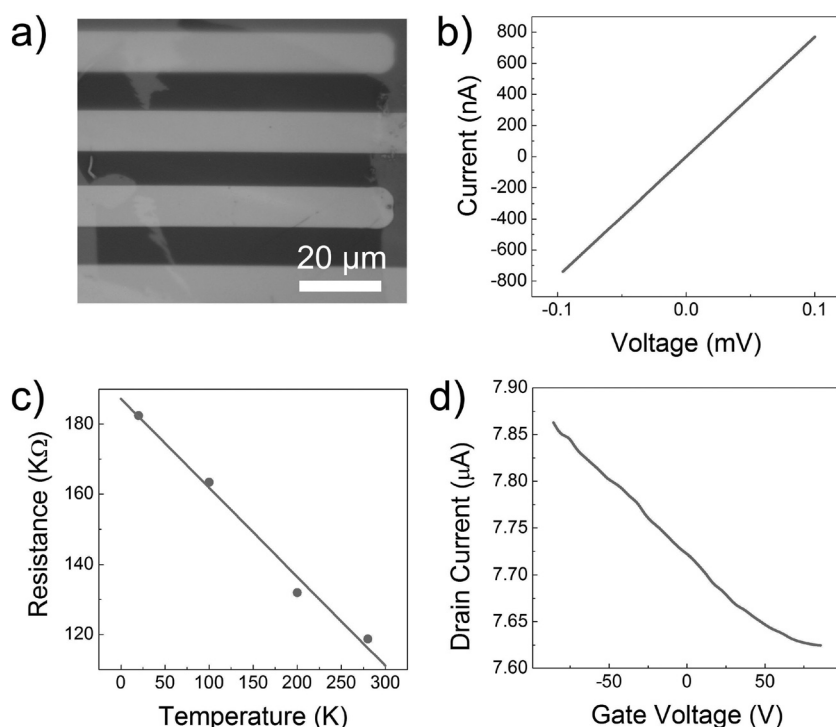 a)
20 μm
b)
800
600
400
200
0
-200
-400
-600
-800
-0.1 0.0 0.1
Current (nA)
Voltage (mV)
c)
180
160
140
120
0 50 100 150 200 250 300
Resistance (KΩ)
Temperature (K)
d)
7.90
7.85
7.80
7.75
7.70
7.65
7.60
-50 0 50
Drain Current (μA)
Gate Voltage (V)